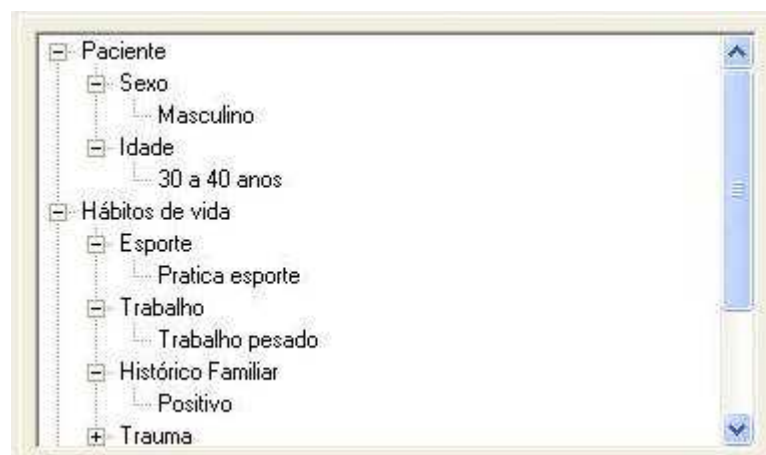 Paciente
Sexo
Masculino
Idade
30 a 40 anos
Hábitos de vida
Esporte
Pratica esporte
Trabalho
Trabalho pesado
Histórico Familiar
Positivo
Trauma